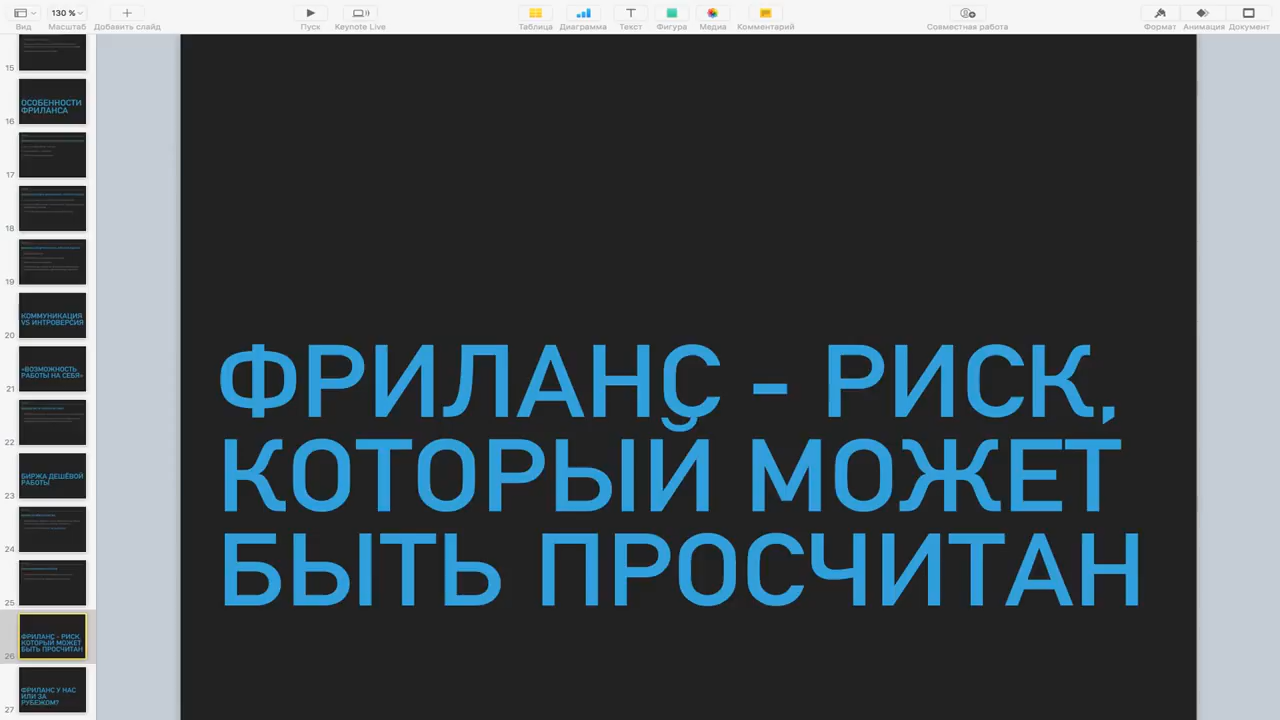 130 %
Вид
Масштаб
Добавить слайд
Пуск
Keynote Live
Таблица
Диаграмма
Текст
Фигура
Медиа
Комментарий
Совместная работа
Формат
Анимация
Документ
15
ОСОБЕННОСТИ
ФРИЛАНСА
16
17
18
19
КОММУНИКАЦИЯ
VS ИНТРОВЕРСИЯ
20
«ВОЗМОЖНОСТЬ
РАБОТЫ НА СЕБЯ»
21
22
БИРЖА ДЕШЁВОЙ
РАБОТЫ
23
24
25
ФРИЛАНС - РИСК,
КОТОРЫЙ МОЖЕТ
БЫТЬ ПРОСЧИТАН
26
ФРИЛАНС У НАС
ИЛИ ЗА
РУБЕЖОМ?
27
ФРИЛАНС - РИСК,
КОТОРЫЙ МОЖЕТ
БЫТЬ ПРОСЧИТАН